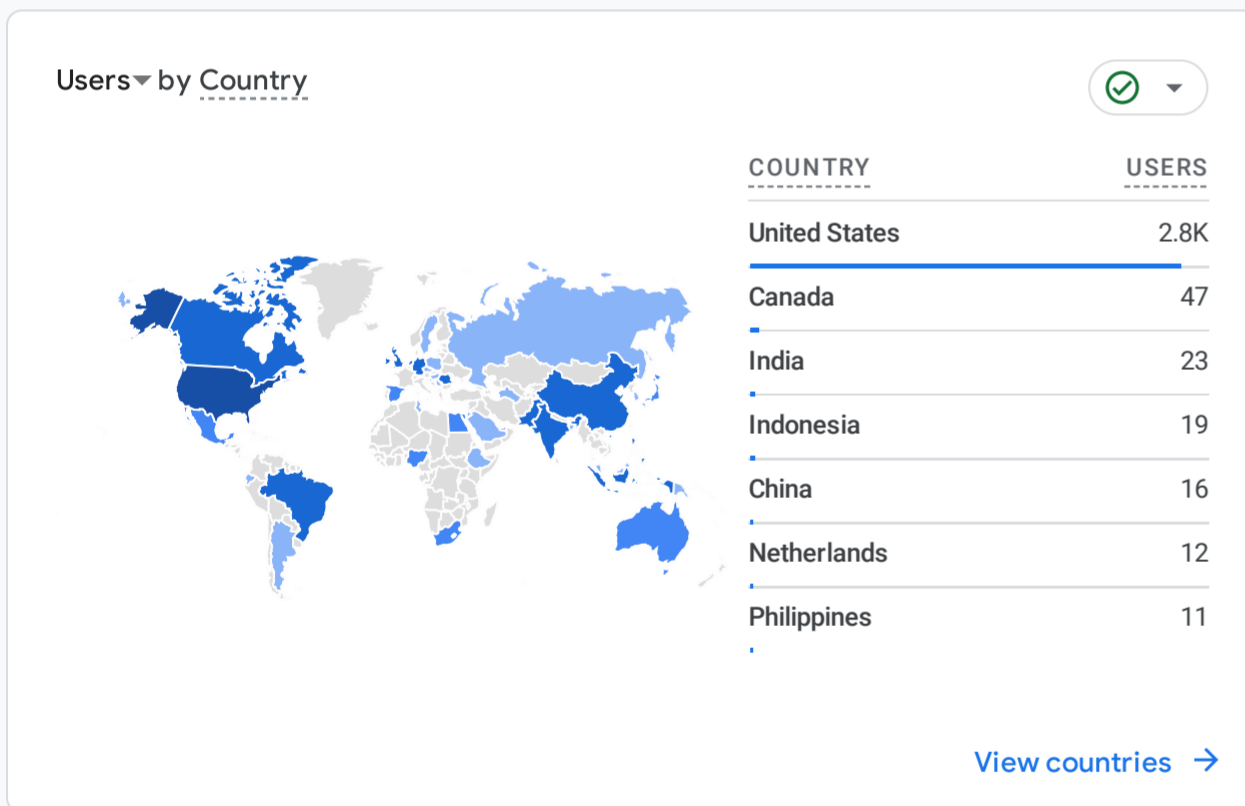 Users by Country
COUNTRY USERS
United States 2.8K
Canada 47
India 23
Indonesia 19
China 16
Netherlands 12
Philippines 11
View countries